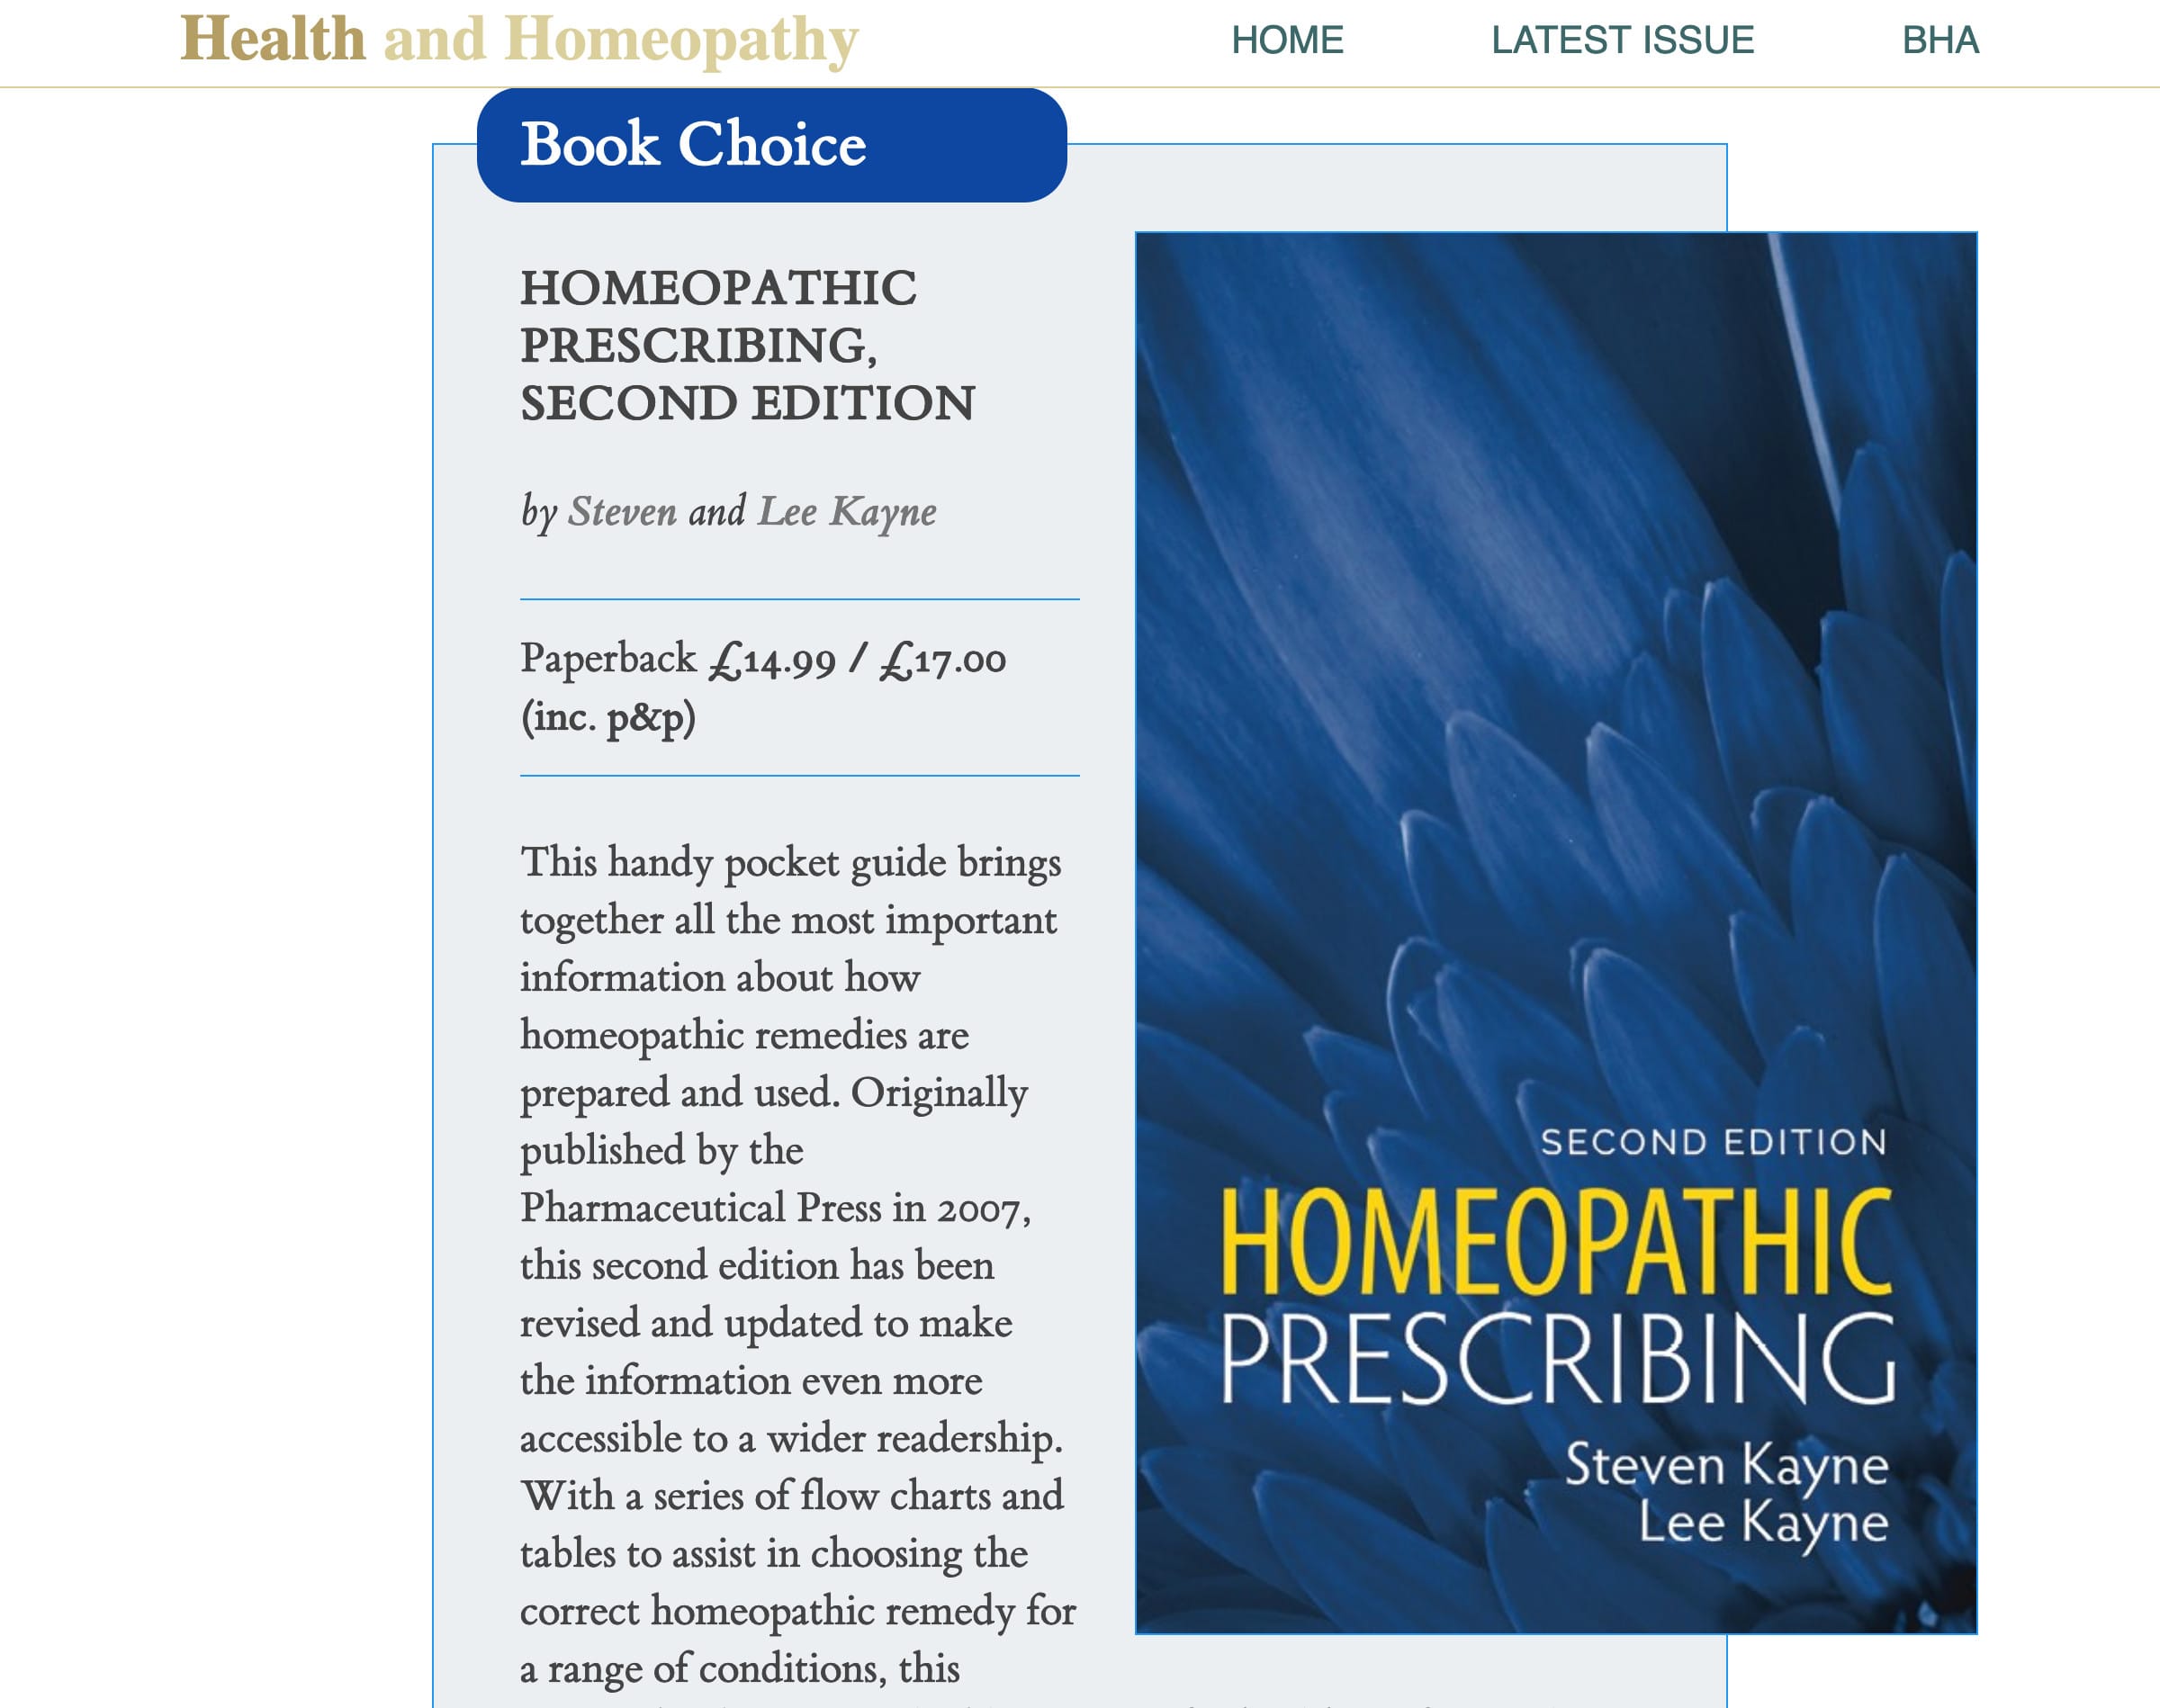 Health and Homeopathy
HOME
LATEST ISSUE
BHA
Book Choice
HOMEOPATHIC
PRESCRIBING,
SECOND EDITION
by Steven and Lee Kayne
Paperback £14.99 / £17.00
(inc. p&p)
This handy pocket guide brings
together all the most important
information about how
homeopathic remedies are
prepared and used. Originally
published by the
Pharmaceutical Press in 2007,
this second edition has been
revised and updated to make
the information even more
accessible to a wider readership.
With a series of flow charts and
tables to assist in choosing the
correct homeopathic remedy for
a range of conditions, this
SECOND EDITION
HOMEOPATHIC
PRESCRIBING
Steven Kayne
Lee Kayne